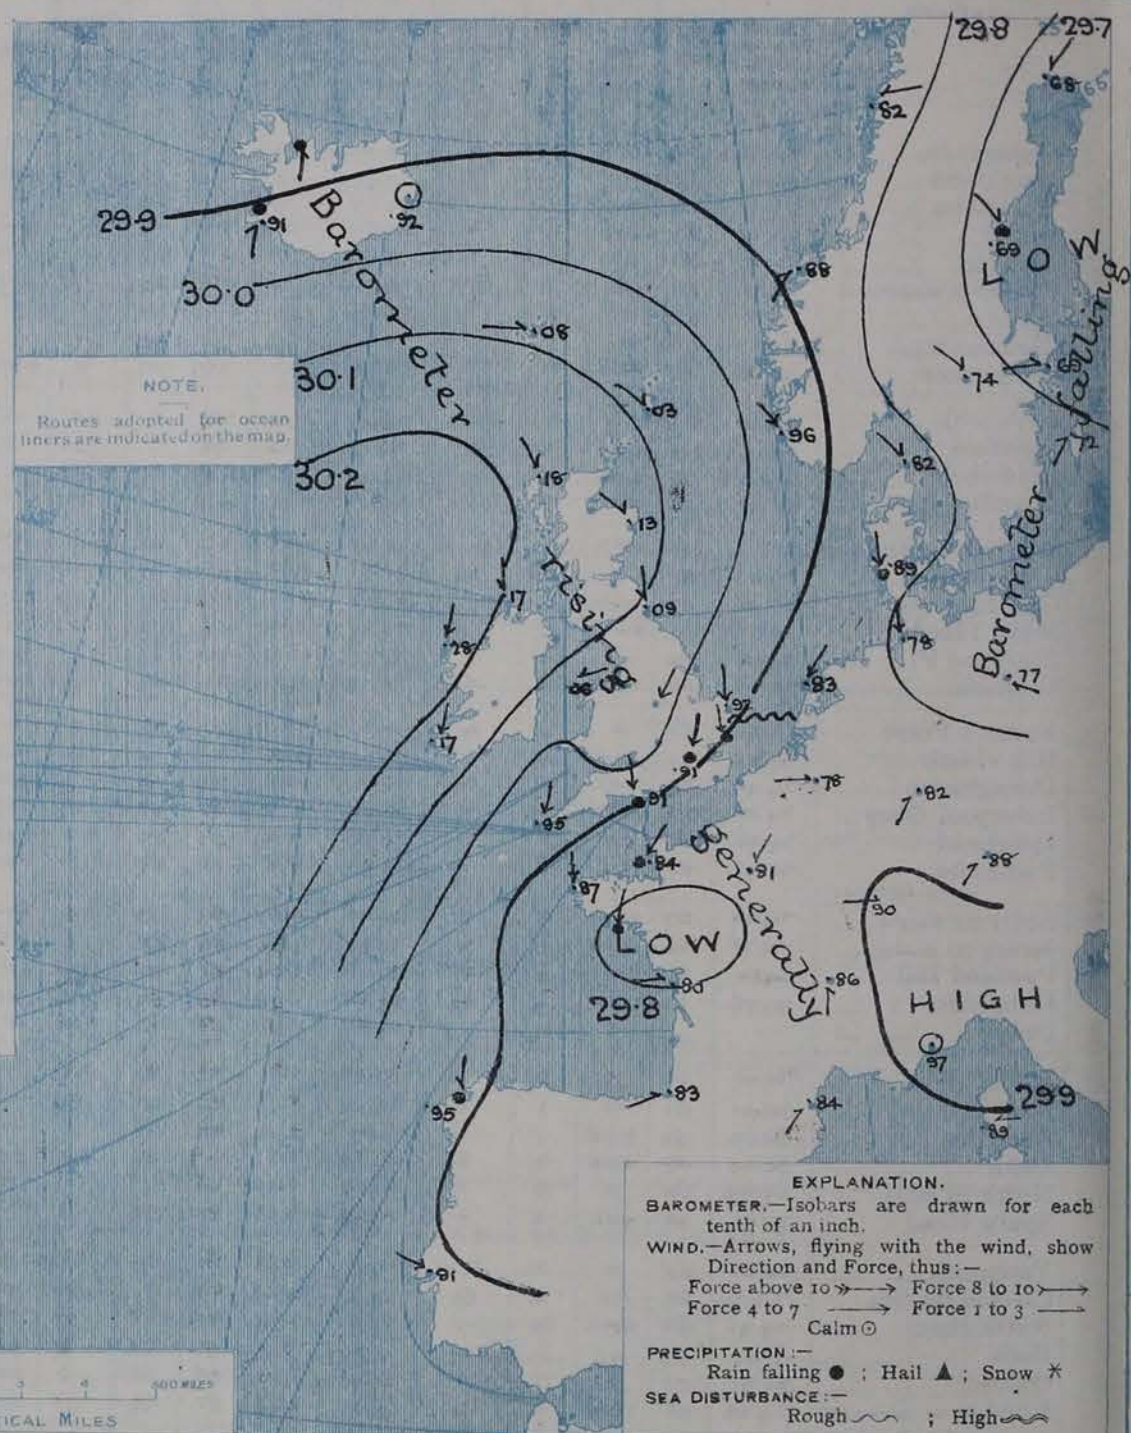 29.8
29.7
68
65
82
29.9
91
92
Barometer
69
LOW
88
30.0
08
30.1
03
74
falling
72
NOTE.
Routes adopted for ocean
liners are indicated on the map.
30.2
18
96
82
13
89
17
rising
09
28
78
Barometer
77
83
17
92
91
78
82
95
91
84
generally
81
88
87
90
LOW
80
29.8
86
HIGH
97
95
83
84
29.9
89
91
EXPLANATION.
BAROMETER.—Isobars are drawn for each
tenth of an inch.
WIND.—Arrows, flying with the wind, show
Direction and Force, thus:—
Force above 10 Force 8 to 10
Force 4 to 7 Force 1 to 3
Calm ⊙
PRECIPITATION:—
Rain falling ● ; Hail ▲ ; Snow *
SEA DISTURBANCE:—
Rough ; High
3 4 500 MILES
ICAL MILES